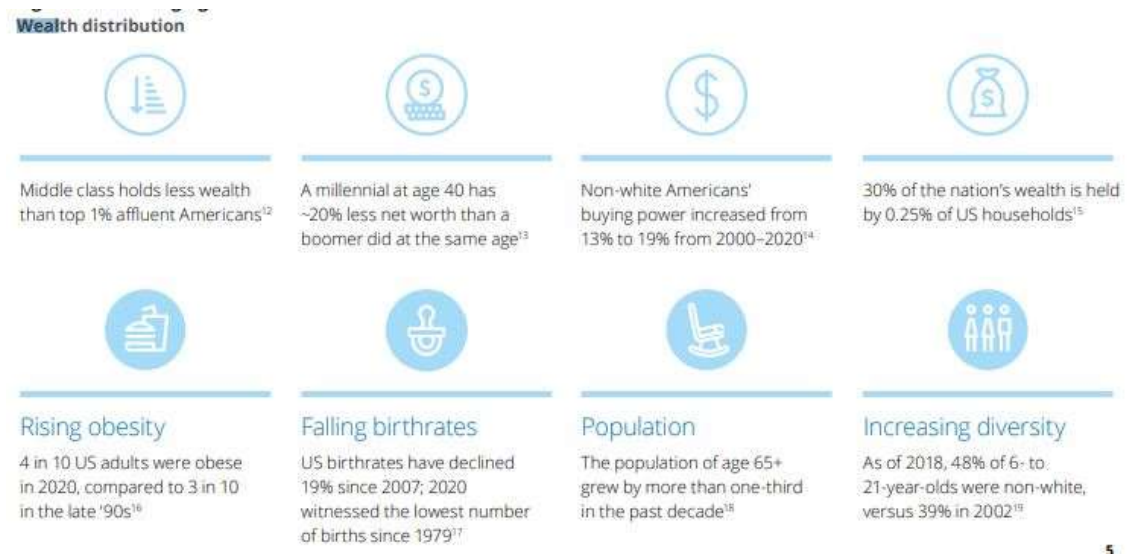 Wealth distribution
Middle class holds less wealth
than top 1% affluent Americans¹²
A millennial at age 40 has
~20% less net worth than a
boomer did at the same age¹³
Non-white Americans'
buying power increased from
13% to 19% from 2000–2020¹⁴
30% of the nation's wealth is held
by 0.25% of US households¹⁵
Rising obesity
4 in 10 US adults were obese
in 2020, compared to 3 in 10
in the late '90s¹⁶
Falling birthrates
US birthrates have declined
19% since 2007; 2020
witnessed the lowest number
of births since 1979¹⁷
Population
The population of age 65+
grew by more than one-third
in the past decade¹⁸
Increasing diversity
As of 2018, 48% of 6- to
21-year-olds were non-white,
versus 39% in 2002¹⁹
5